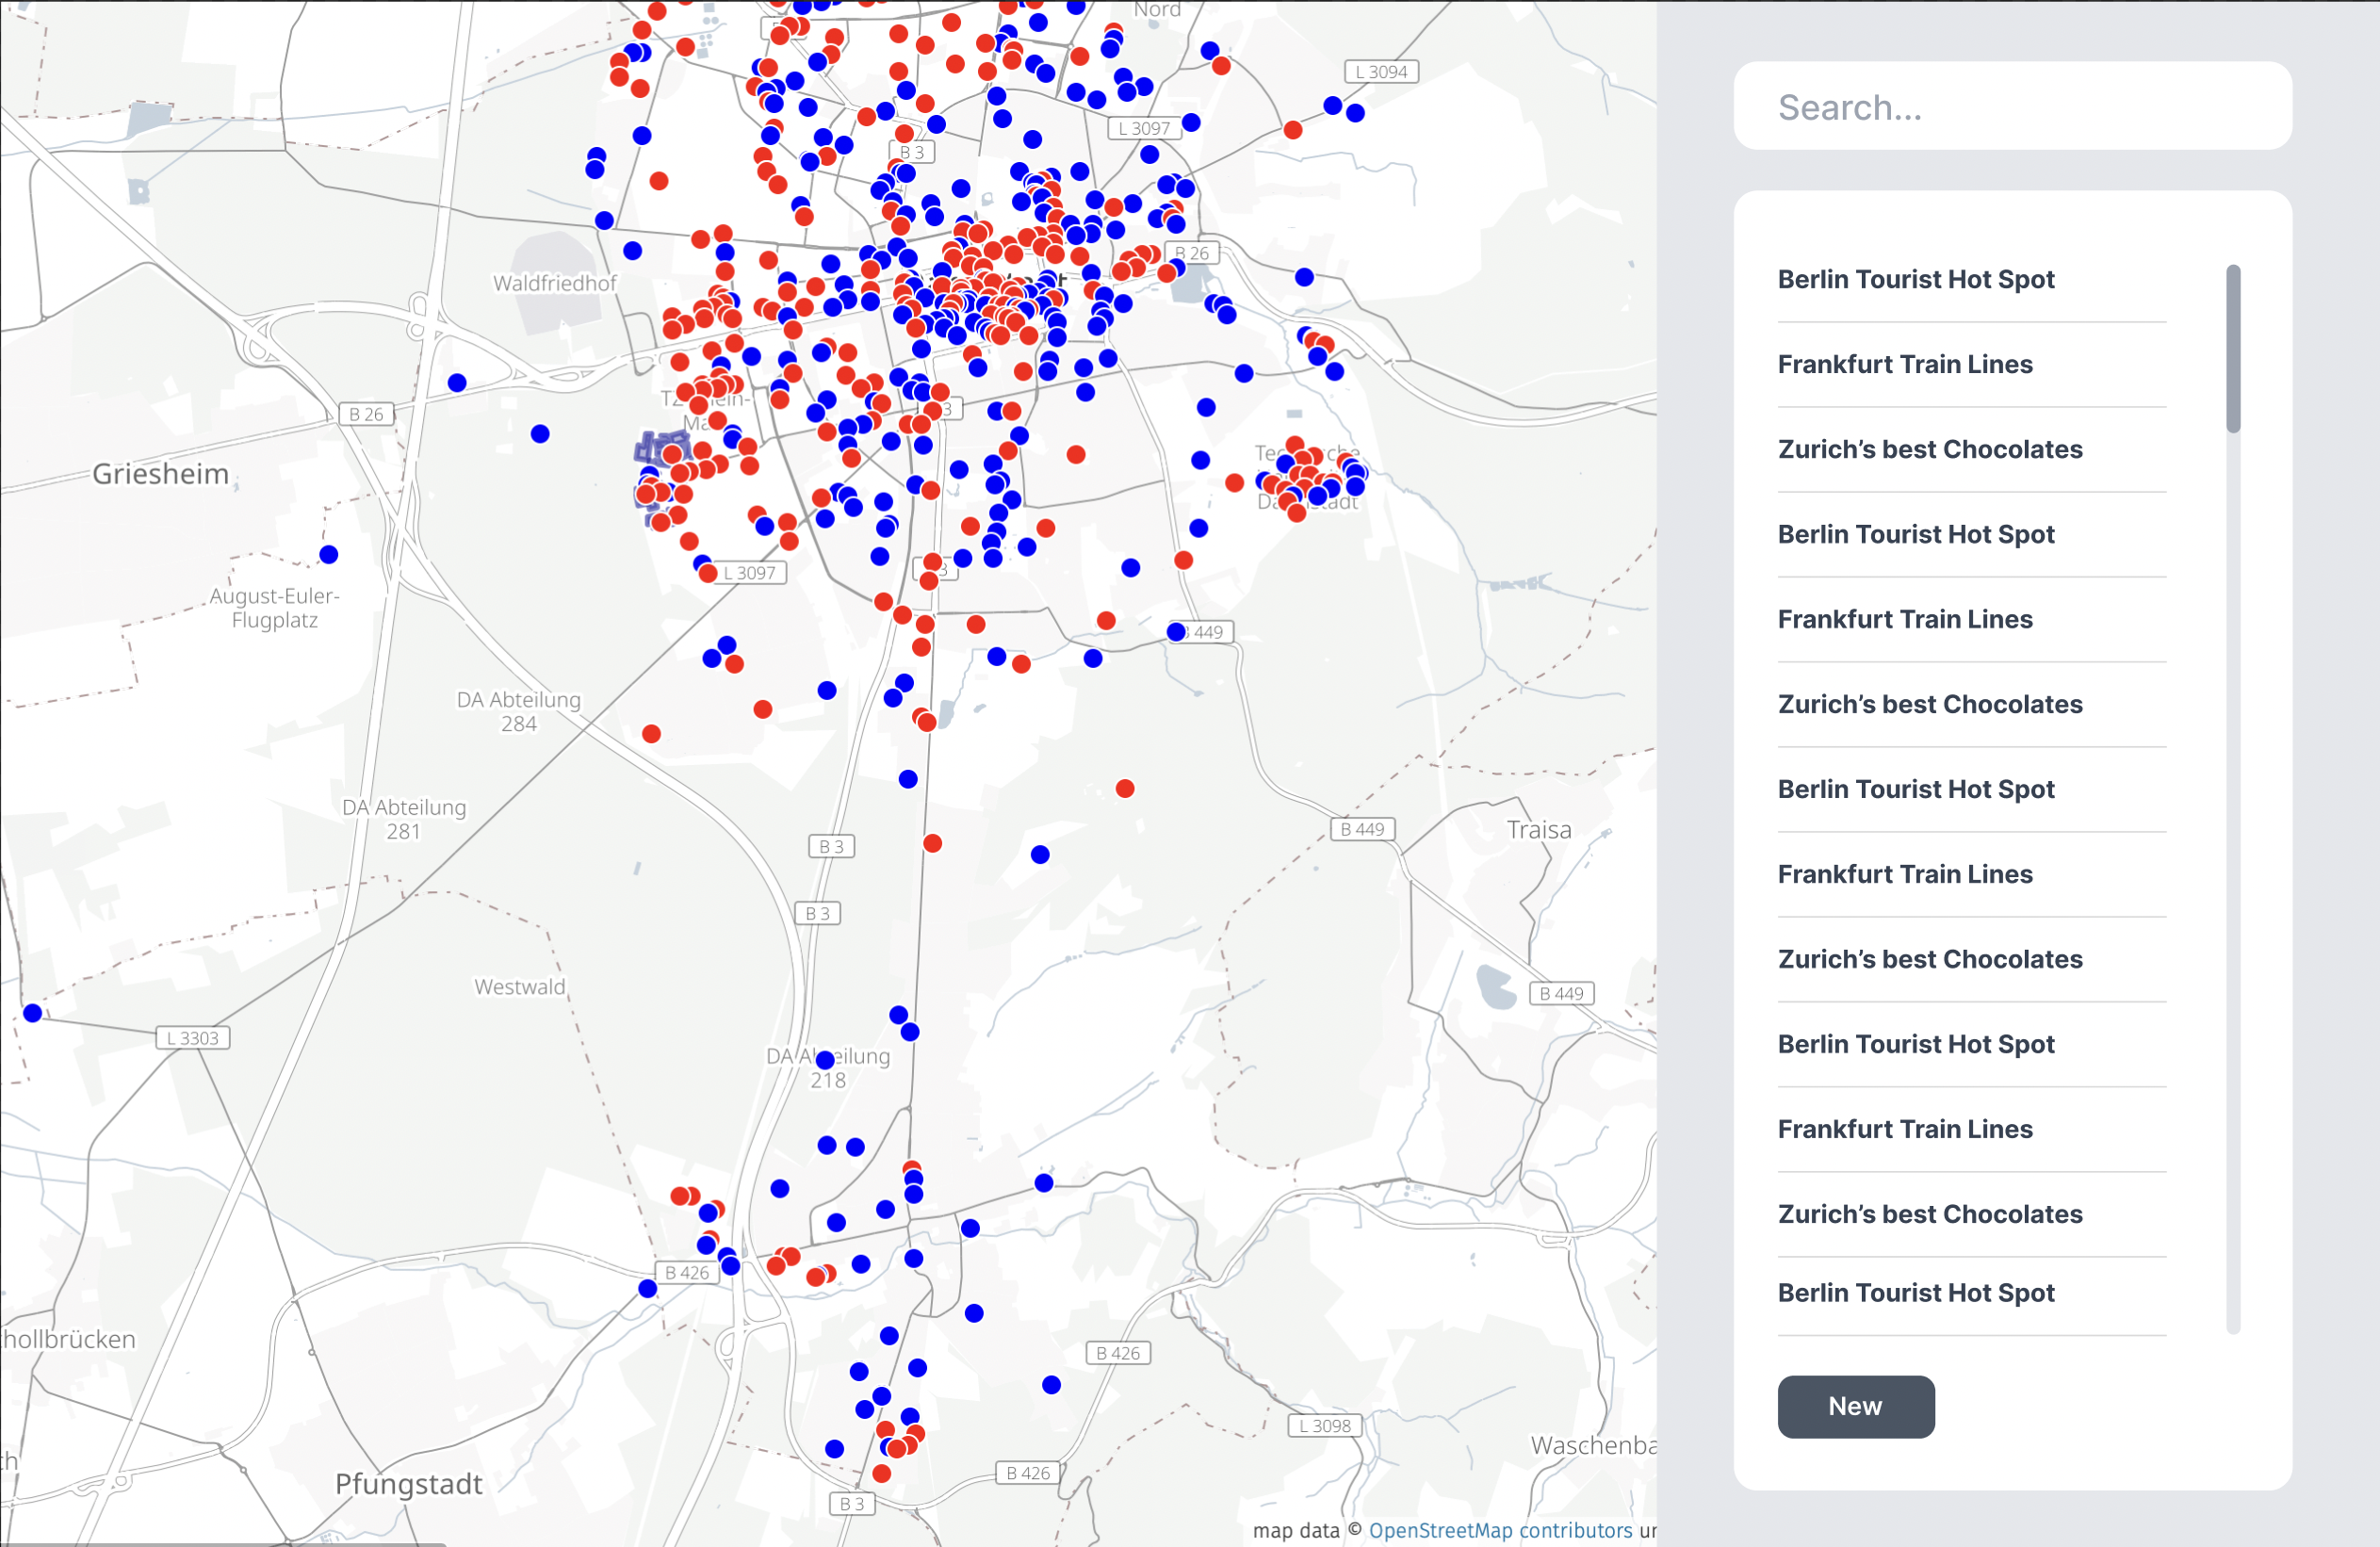 Nord
L 3094
L 3097
B 3
B 26
Waldfriedhof
B 26
Griesheim
L 3097
August-Euler-
Flugplatz
B 449
DA Abteilung
284
DA Abteilung
281
B 3
B 449
Traisa
B 3
Westwald
B 449
L 3303
DA Abteilung
218
B 426
B 426
L 3098
Pfungstadt
B 426
B 3
map data © OpenStreetMap contributors
Search...
Berlin Tourist Hot Spot
Frankfurt Train Lines
Zurich’s best Chocolates
Berlin Tourist Hot Spot
Frankfurt Train Lines
Zurich’s best Chocolates
Berlin Tourist Hot Spot
Frankfurt Train Lines
Zurich’s best Chocolates
Berlin Tourist Hot Spot
Frankfurt Train Lines
Zurich’s best Chocolates
Berlin Tourist Hot Spot
New